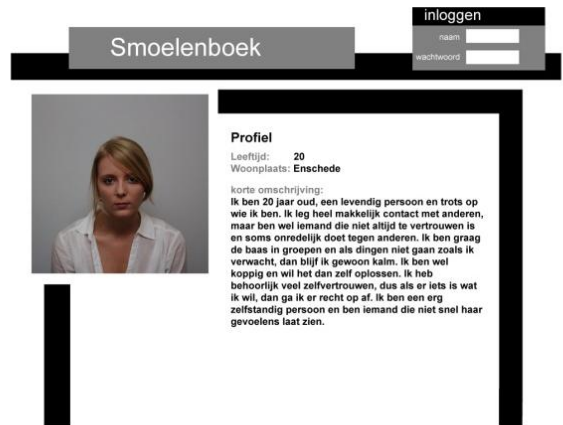 inloggen
Smoelenboek
naam
wachtwoord
Profiel
Leeftijd: 20
Woonplaats: Enschede
korte omschrijving:
Ik ben 20 jaar oud, een levendig persoon en trots op
wie ik ben. Ik leg heel makkelijk contact met anderen,
maar ben wel iemand die niet altijd te vertrouwen is
en soms onredelijk doet tegen anderen. Ik ben graag
de baas in groepen en als dingen niet gaan zoals ik
verwacht, dan blijf ik gewoon kalm. Ik ben wel
koppig en wil het dan zelf oplossen. Ik heb
behoorlijk veel zelfvertrouwen, dus als er iets is wat
ik wil, dan ga ik er recht op af. Ik ben een erg
zelfstandig persoon en ben iemand die niet snel haar
gevoelens laat zien.